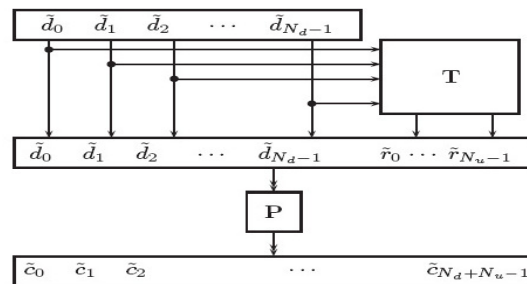 d̃₀ d̃₁ d̃₂ ⋯ d̃_{N_d−1}
T
d̃₀ d̃₁ d̃₂ ⋯ d̃_{N_d−1} r̃₀ ⋯ r̃_{N_u−1}
P
c̃₀ c̃₁ c̃₂ ⋯ c̃_{N_d+N_u−1}